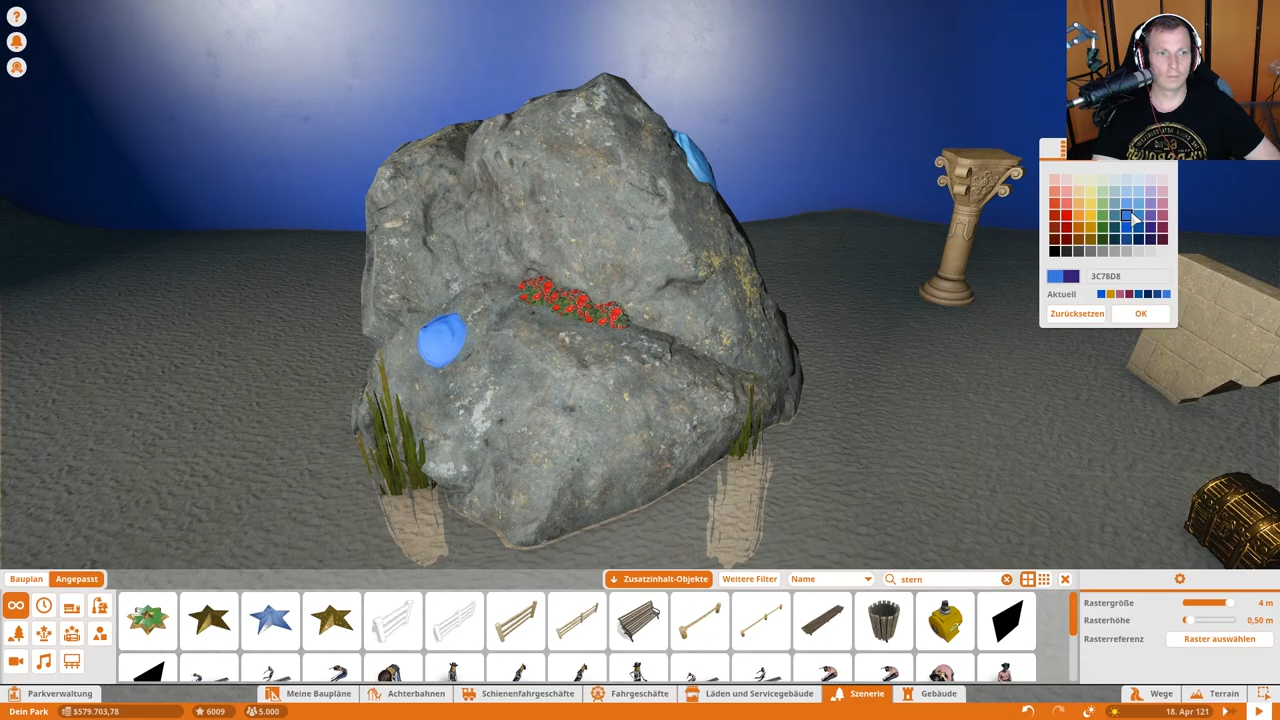 ?
3C78D8
Aktuell
Zurücksetzen
OK
Bauplan
Angepasst
Zusatzinhalt-Objekte
Weitere Filter
Name
stern
Rastergröße
4 m
Rasterhöhe
0,50 m
Rasterreferenz
Raster auswählen
Parkverwaltung
Meine Baupläne
Achterbahnen
Schienenfahrgeschäfte
Fahrgeschäfte
Läden und Servicegebäude
Szenerie
Gebäude
Wege
Terrain
Dein Park
$579.703,78
6009
5.000
18. Apr 121